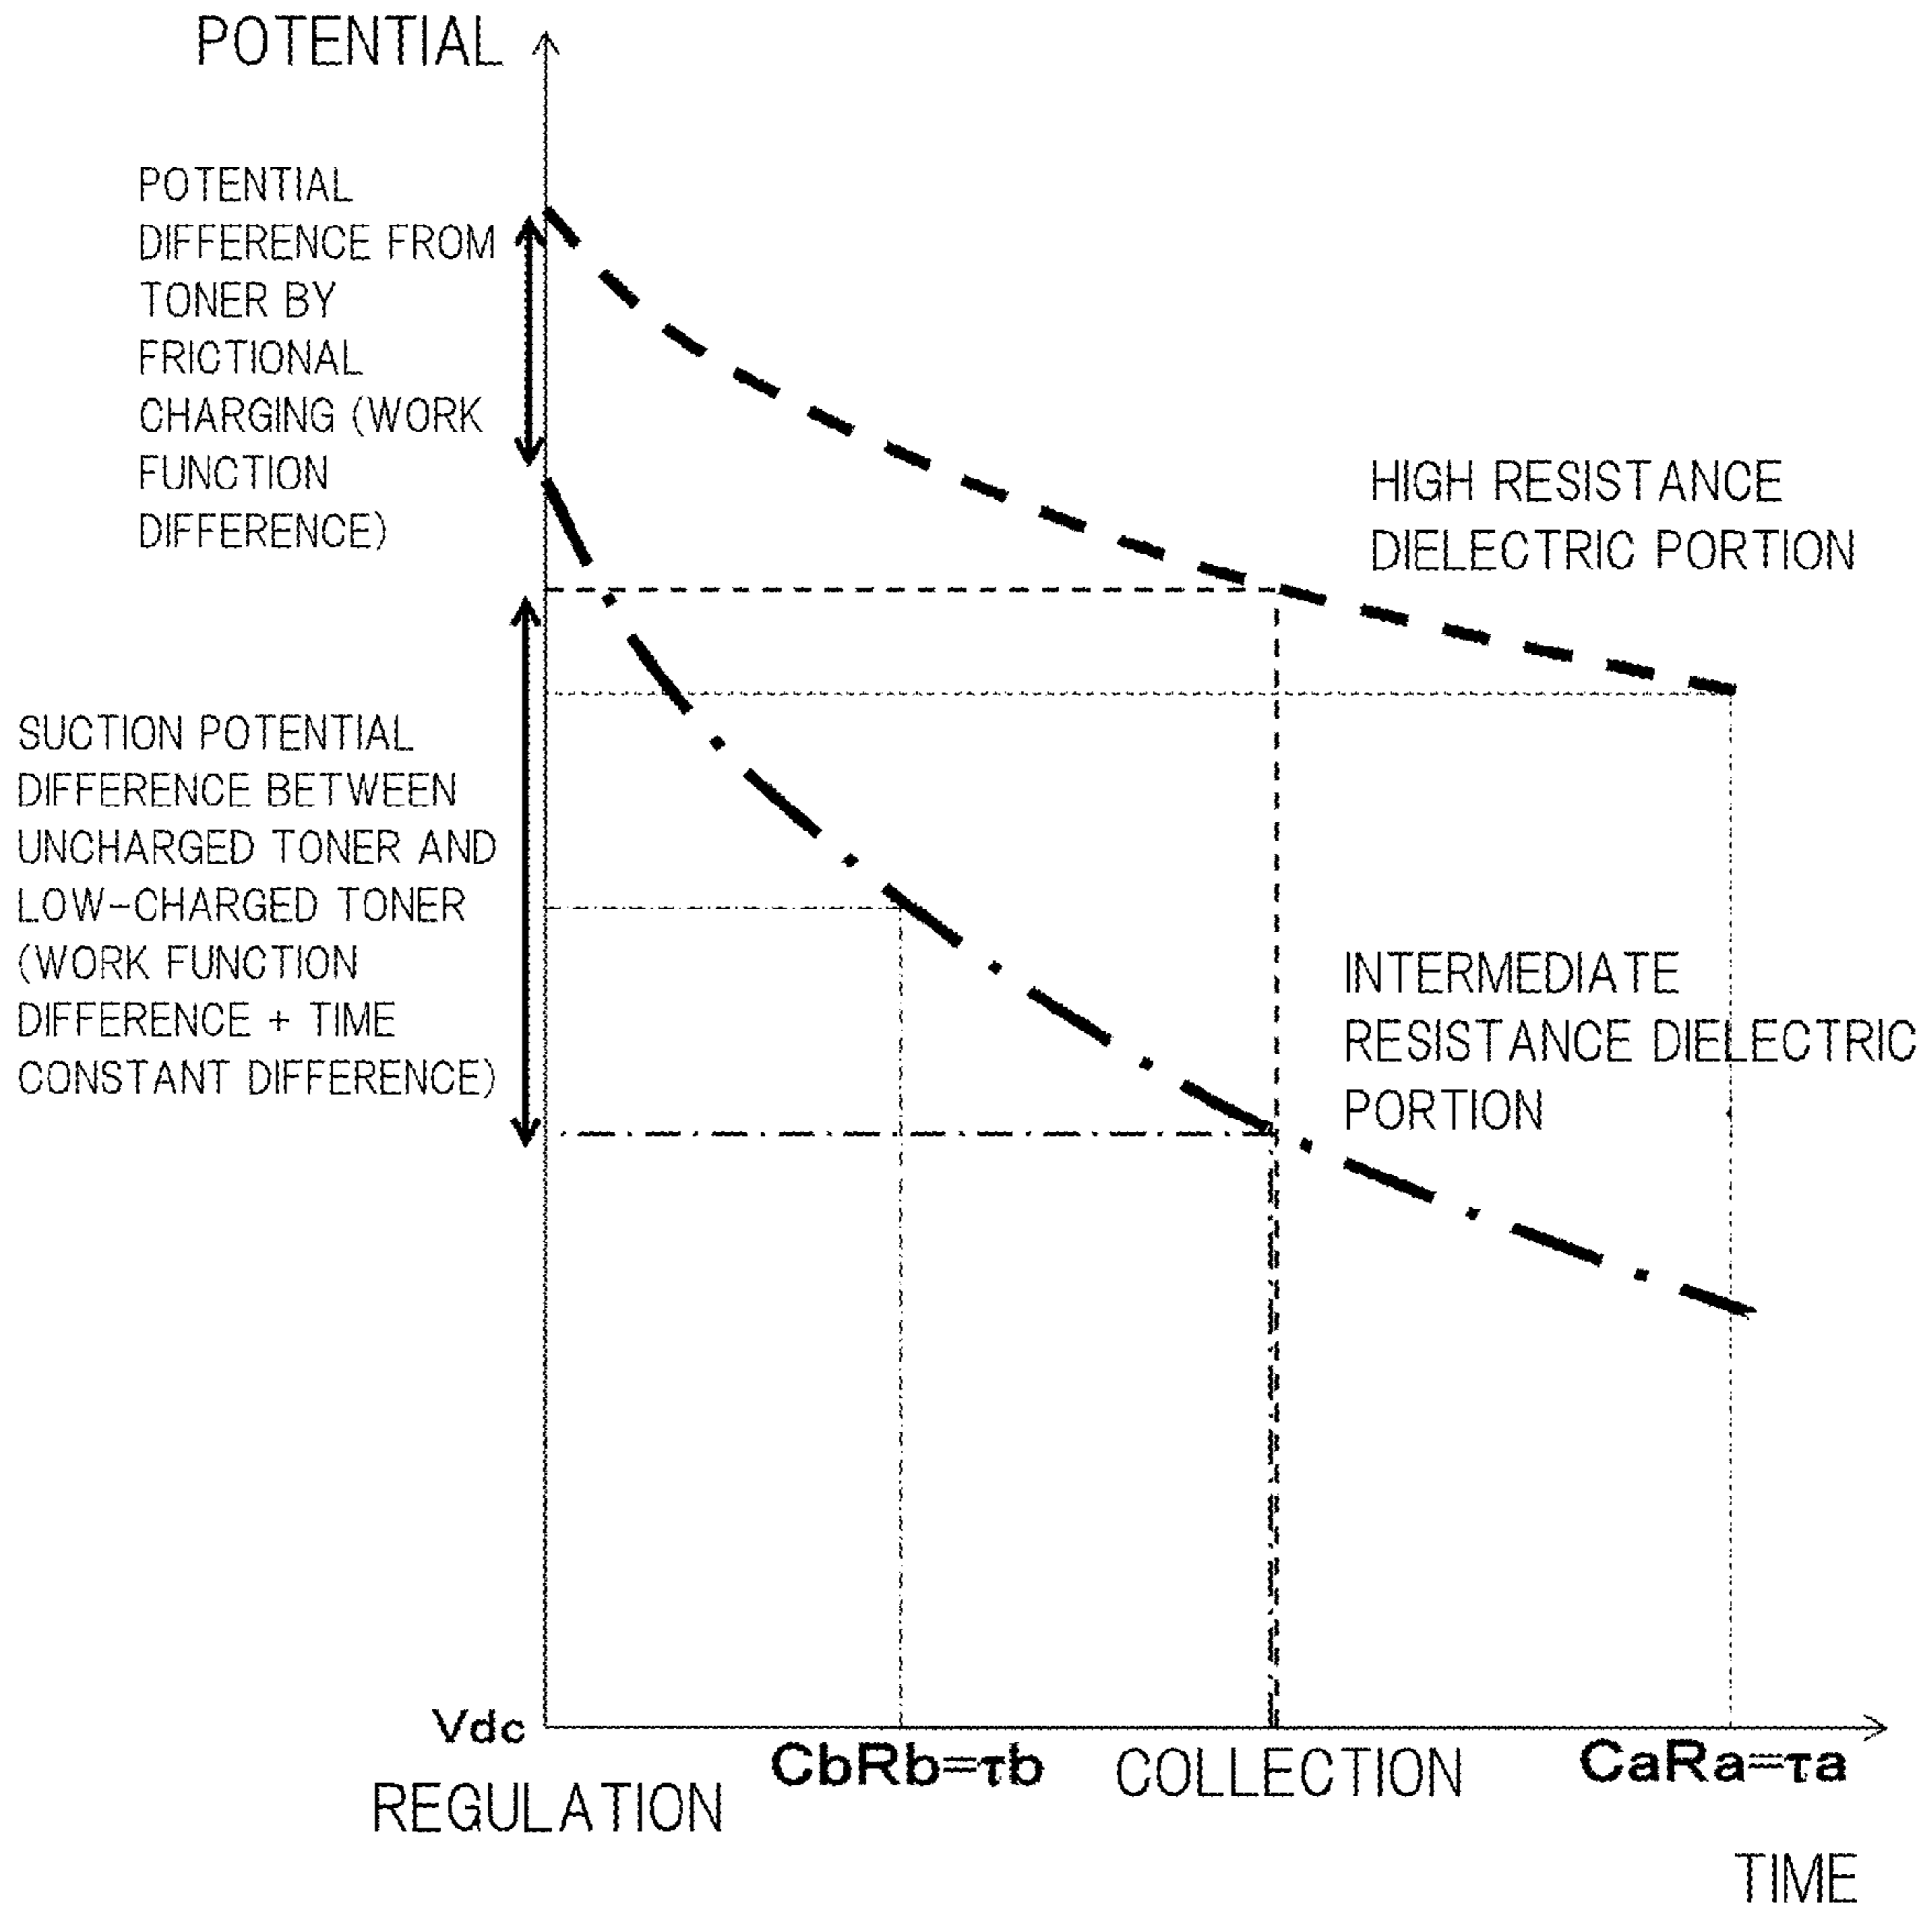 POTENTIAL
POTENTIAL
DIFFERENCE FROM
TONER BY
FRICTIONAL
CHARGING (WORK
FUNCTION
DIFFERENCE)
HIGH RESISTANCE
DIELECTRIC PORTION
SUCTION POTENTIAL
DIFFERENCE BETWEEN
UNCHARGED TONER AND
LOW-CHARGED TONER
(WORK FUNCTION
DIFFERENCE + TIME
CONSTANT DIFFERENCE)
INTERMEDIATE
RESISTANCE DIELECTRIC
PORTION
Vdc
REGULATION
CbRb=τb
COLLECTION
CaRa=τa
TIME